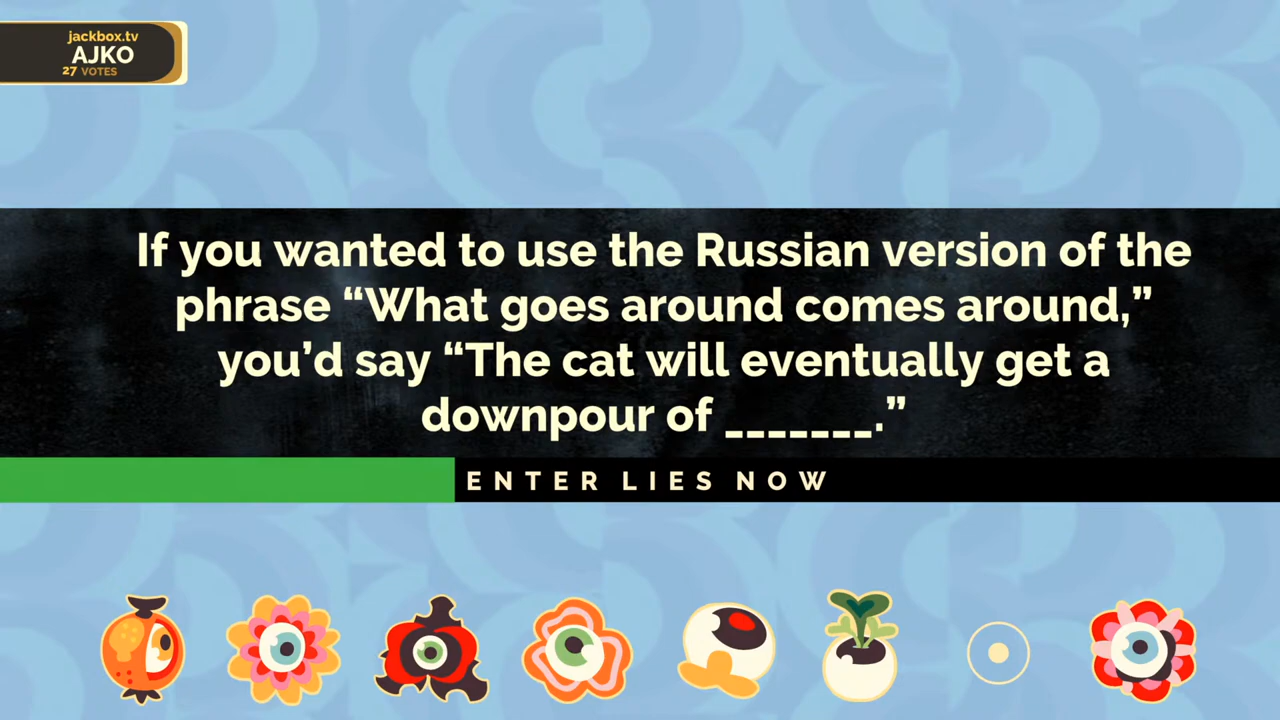 jackbox.tv
AJKO
27 VOTES
If you wanted to use the Russian version of the
phrase “What goes around comes around,”
you’d say “The cat will eventually get a
downpour of _______.”
ENTER LIES NOW